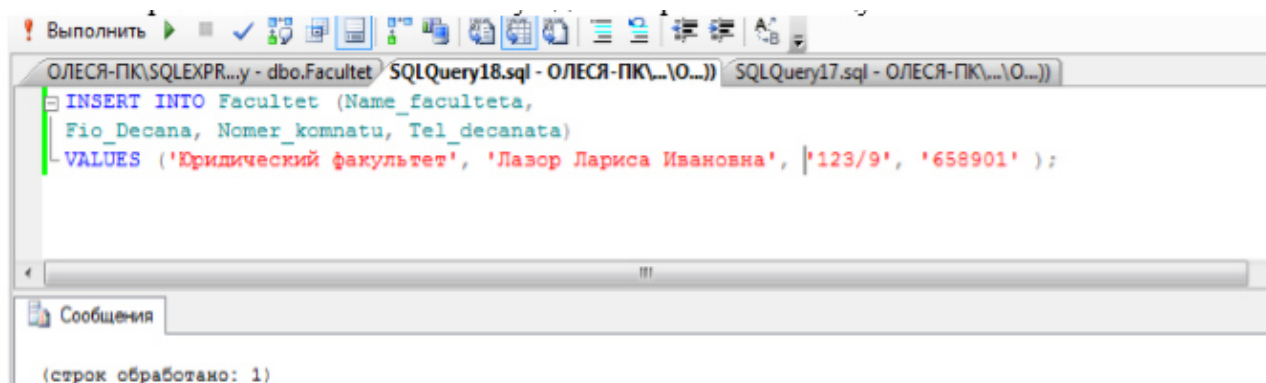 Выполнить
ОЛЕСЯ-ПК\SQLEXPR...y - dbo.Facultet SQLQuery18.sql - ОЛЕСЯ-ПК\...\О...)) SQLQuery17.sql - ОЛЕСЯ-ПК\...\О...))
INSERT INTO Facultet (Name_faculteta,
Fio_Decana, Nomer_komnatu, Tel_decanata)
VALUES ('Юридический факультет', 'Лазор Лариса Ивановна', '123/9', '658901' );
Сообщения
(строк обработано: 1)